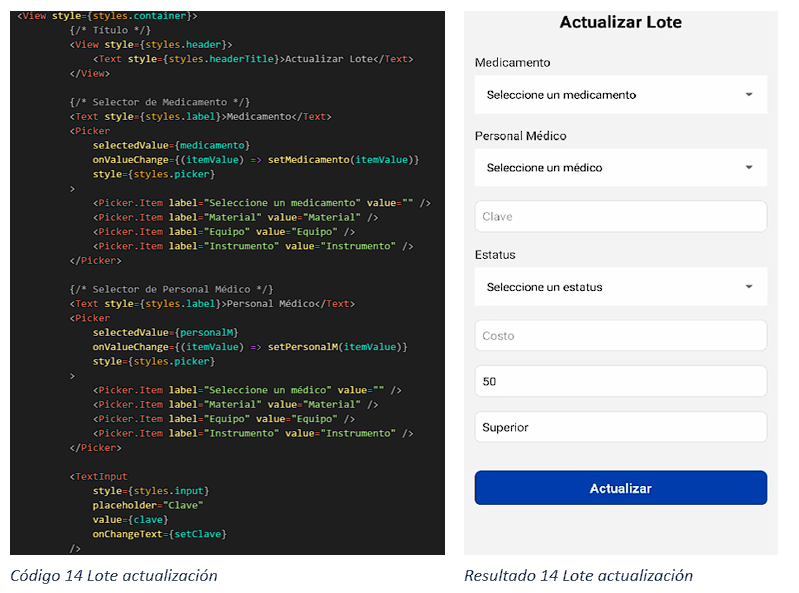 <View style={styles.container}>
{/* Título */}
<View style={styles.header}>
<Text style={styles.headerTitle}>Actualizar Lote</Text>
</View>
{/* Selector de Medicamento */}
<Text style={styles.label}>Medicamento</Text>
<Picker
selectedValue={medicamento}
onValueChange={(itemValue) => setMedicamento(itemValue)}
style={styles.picker}
>
<Picker.Item label="Seleccione un medicamento" value="" />
<Picker.Item label="Material" value="Material" />
<Picker.Item label="Equipo" value="Equipo" />
<Picker.Item label="Instrumento" value="Instrumento" />
</Picker>
{/* Selector de Personal Médico */}
<Text style={styles.label}>Personal Médico</Text>
<Picker
selectedValue={personalM}
onValueChange={(itemValue) => setPersonalM(itemValue)}
style={styles.picker}
>
<Picker.Item label="Seleccione un médico" value="" />
<Picker.Item label="Material" value="Material" />
<Picker.Item label="Equipo" value="Equipo" />
<Picker.Item label="Instrumento" value="Instrumento" />
</Picker>
<TextInput
style={styles.input}
placeholder="Clave"
value={clave}
onChangeText={setClave}
/>
Código 14 Lote actualización
Actualizar Lote
Medicamento
Seleccione un medicamento
Personal Médico
Seleccione un médico
Clave
Estatus
Seleccione un estatus
Costo
50
Superior
Actualizar
Resultado 14 Lote actualización